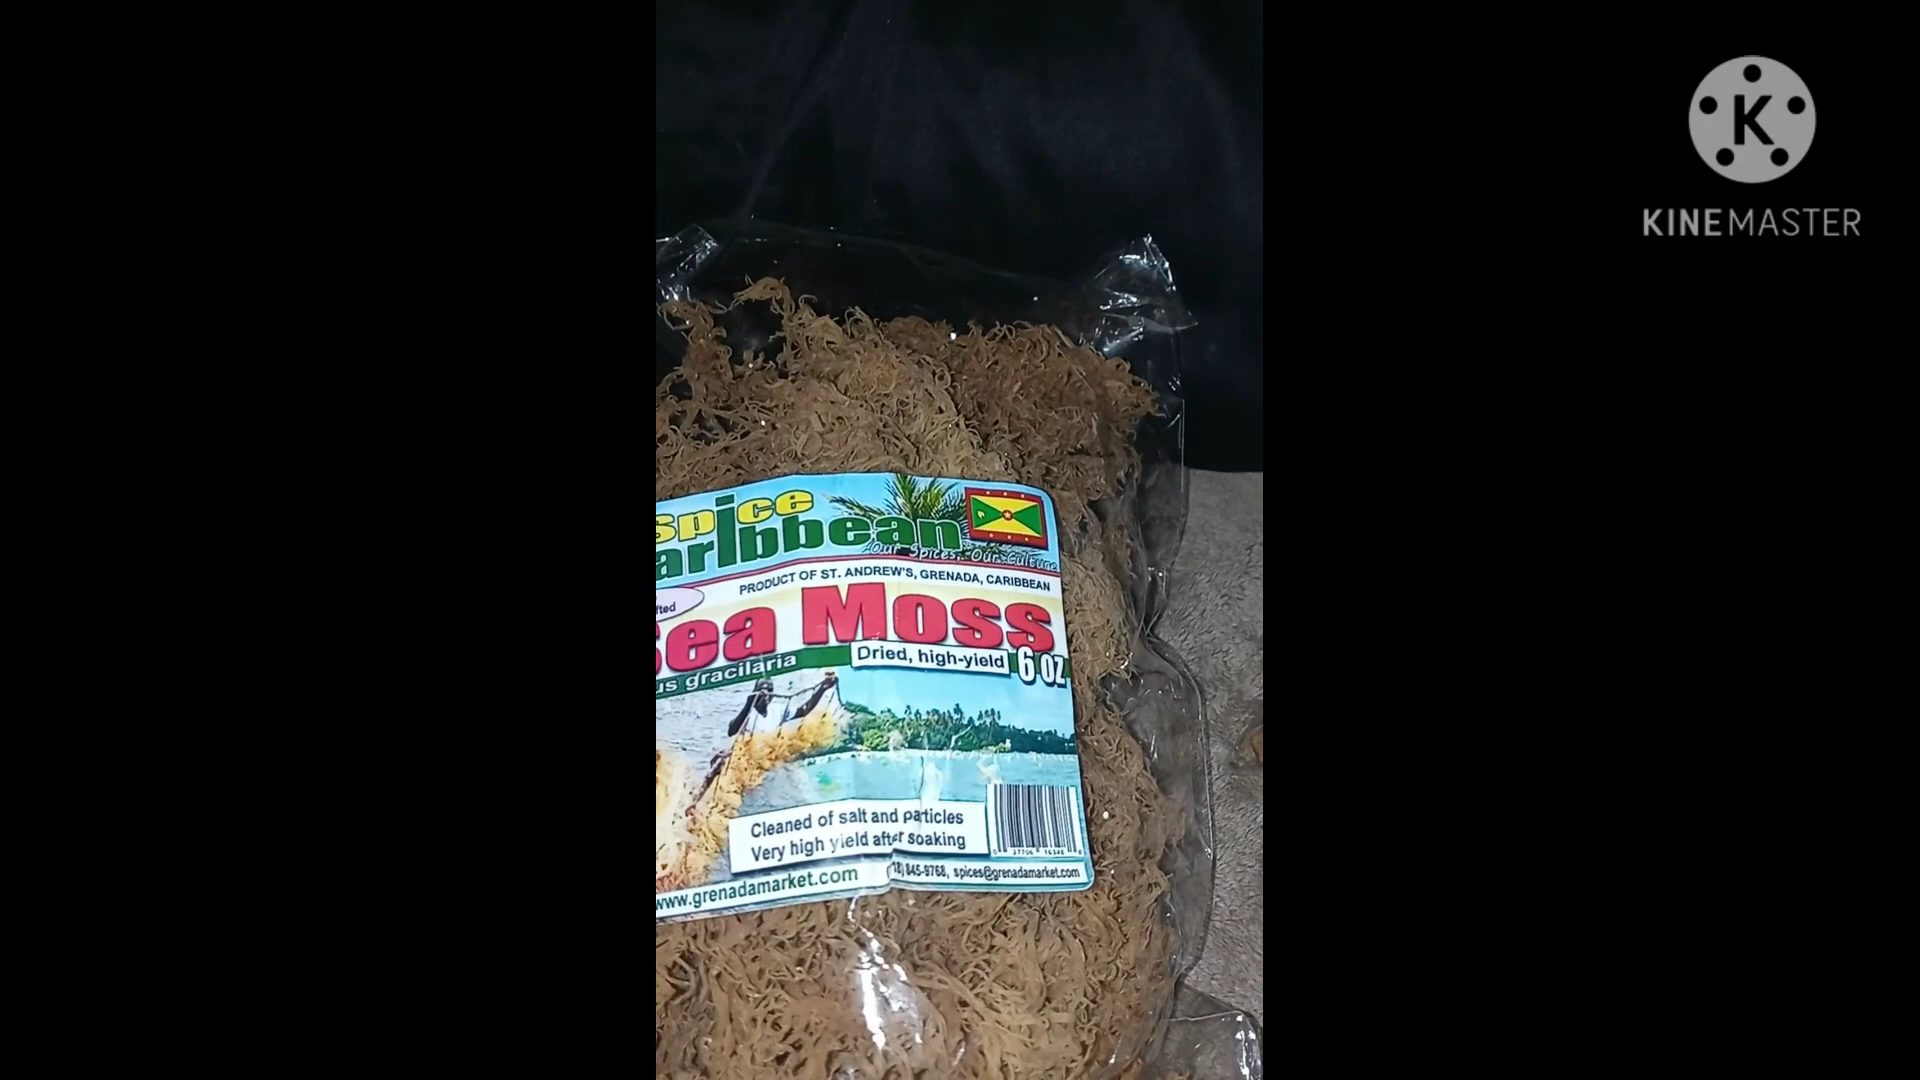 K
KINEMASTER
Spice
aribbean
Our Spices, Our Culture
PRODUCT OF ST. ANDREW'S, GRENADA, CARIBBEAN
fted
Sea Moss
us gracilaria
Dried, high-yield 6 oz
Cleaned of salt and particles
Very high yield after soaking
www.grenadamarket.com
18) 845-9768, spices@grenadamarket.com